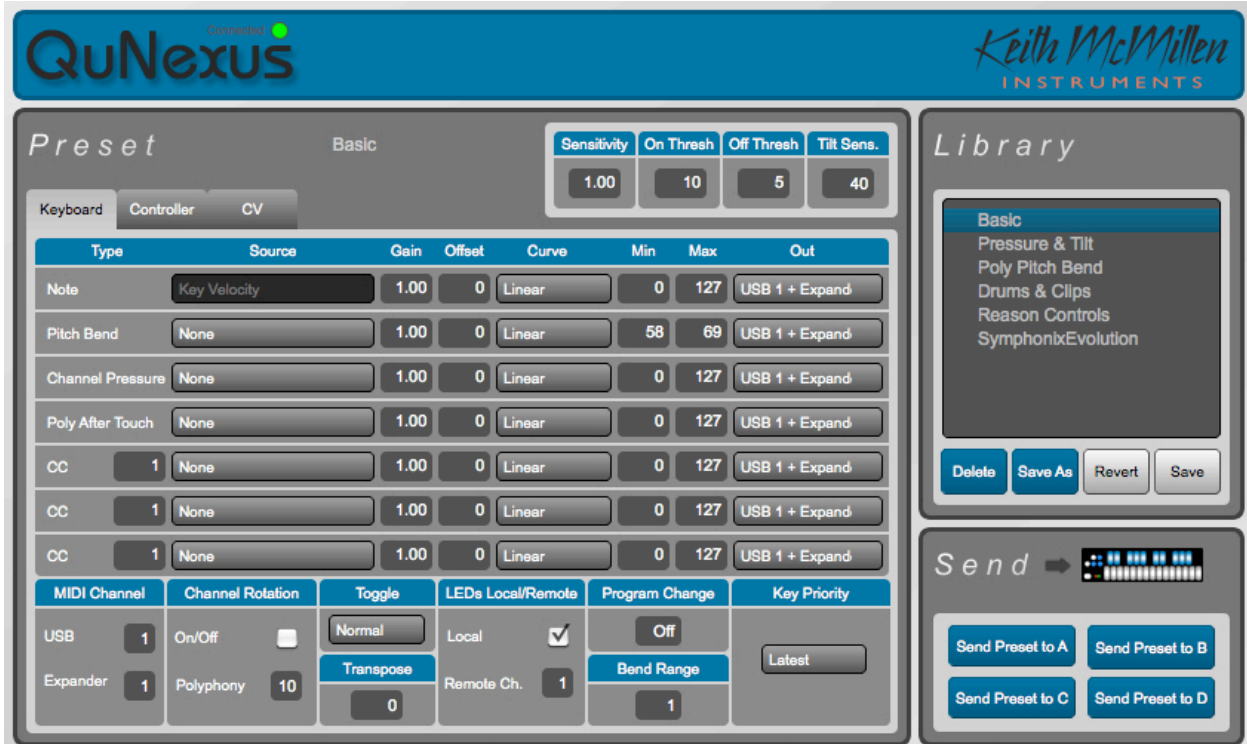 Connected
QuNexus
Keith McMillen
INSTRUMENTS
Preset
Basic
Sensitivity On Thresh Off Thresh Tilt Sens.
1.00 10 5 40
Keyboard Controller CV
Type Source Gain Offset Curve Min Max Out
Note Key Velocity 1.00 0 Linear 0 127 USB 1 + Expand
Pitch Bend None 1.00 0 Linear 58 69 USB 1 + Expand
Channel Pressure None 1.00 0 Linear 0 127 USB 1 + Expand
Poly After Touch None 1.00 0 Linear 0 127 USB 1 + Expand
CC 1 None 1.00 0 Linear 0 127 USB 1 + Expand
CC 1 None 1.00 0 Linear 0 127 USB 1 + Expand
CC 1 None 1.00 0 Linear 0 127 USB 1 + Expand
MIDI Channel Channel Rotation Toggle LEDs Local/Remote Program Change Key Priority
USB 1 On/Off Normal Local Off
Latest
Transpose Bend Range
Expander 1 Polyphony 10 0 Remote Ch. 1 1
Library
Basic
Pressure & Tilt
Poly Pitch Bend
Drums & Clips
Reason Controls
SymphonixEvolution
Delete Save As Revert Save
Send
Send Preset to A Send Preset to B
Send Preset to C Send Preset to D